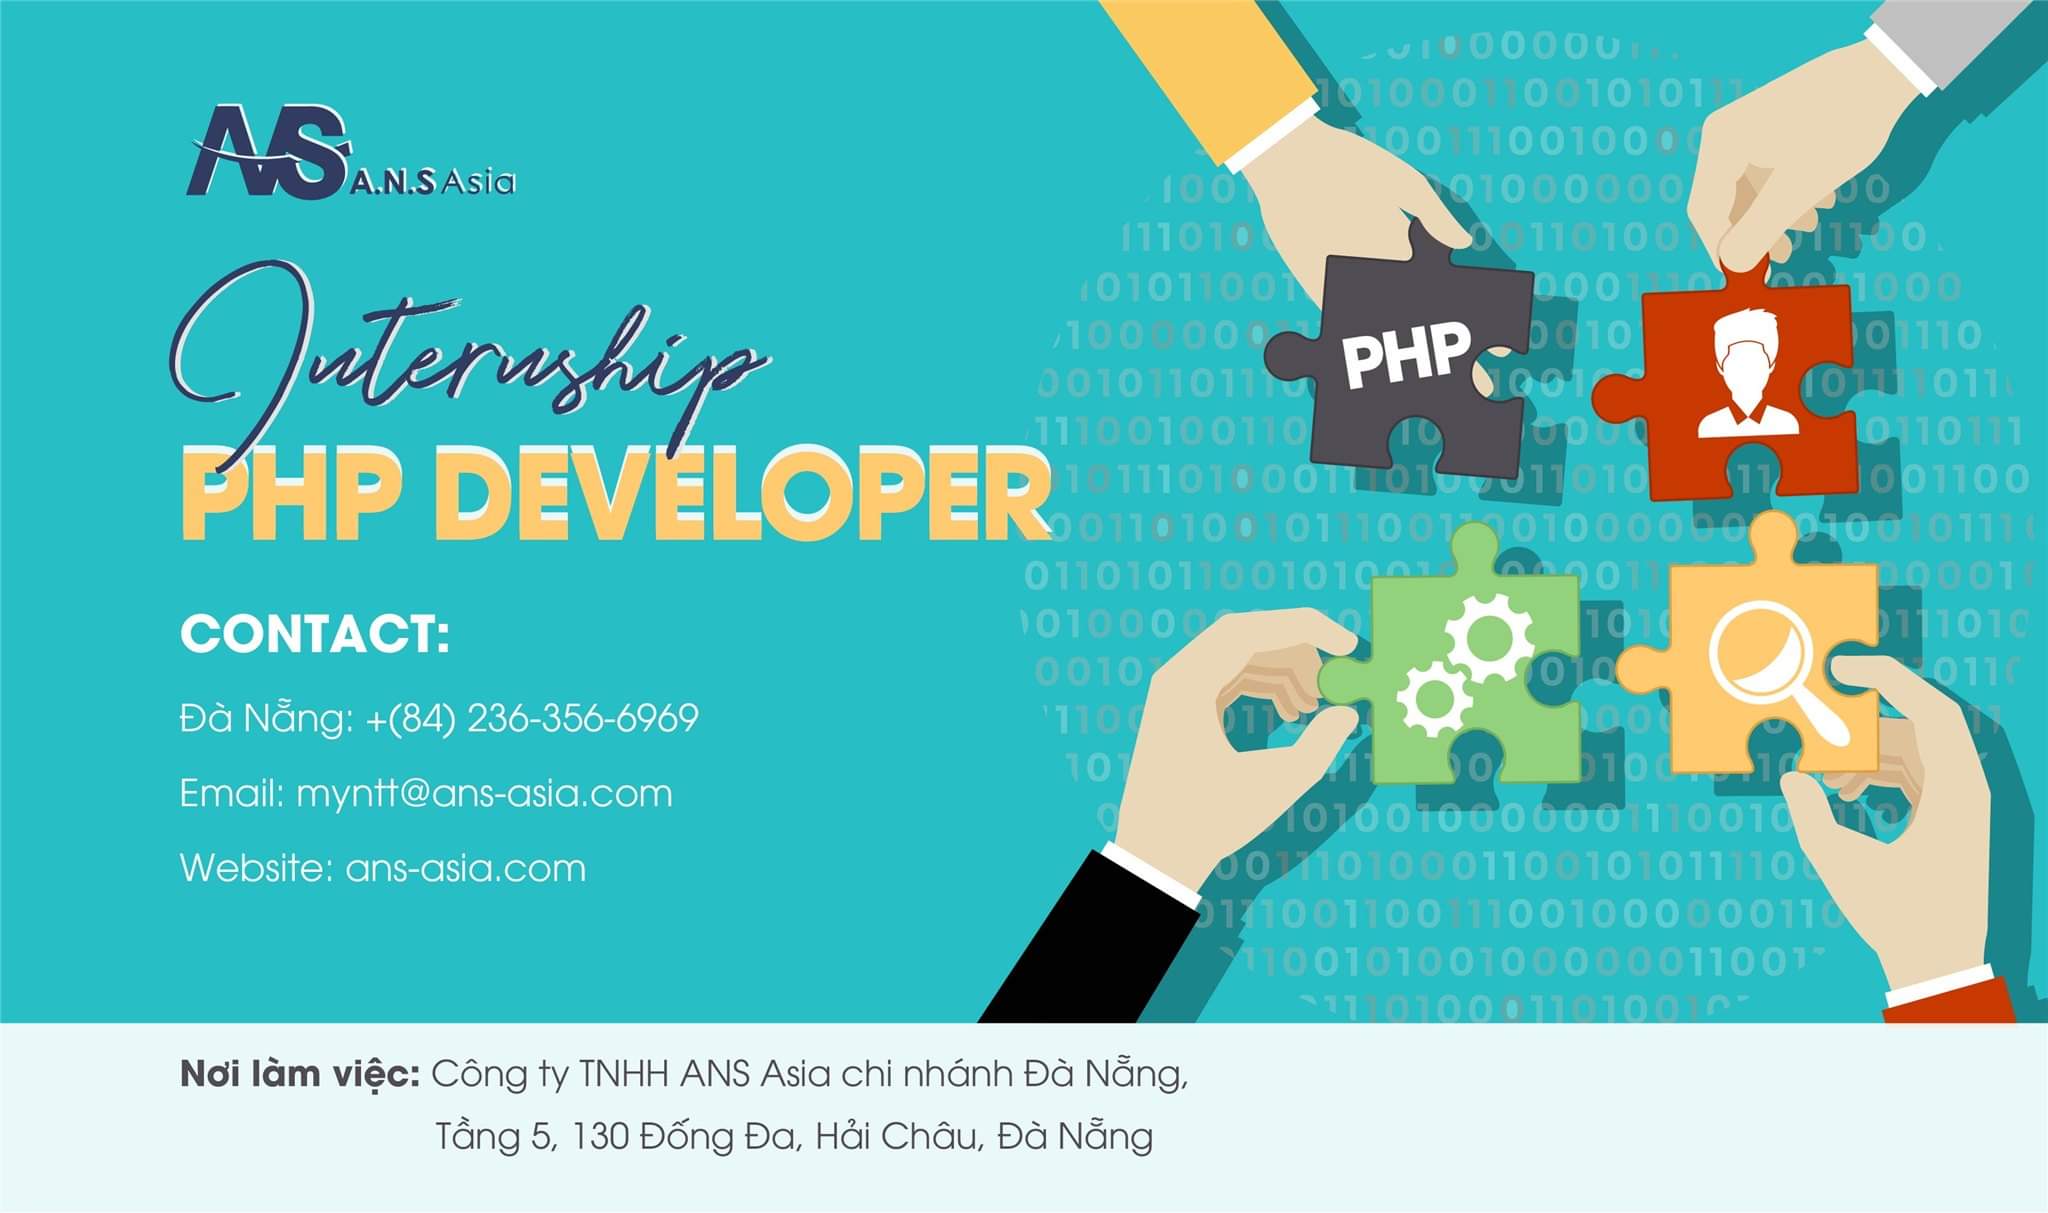 ANS A.N.S Asia
Internship
PHP DEVELOPER
CONTACT:
Đà Nẵng: +(84) 236-356-6969
Email: myntt@ans-asia.com
Website: ans-asia.com
PHP
Nơi làm việc: Công ty TNHH ANS Asia chi nhánh Đà Nẵng,
Tầng 5, 130 Đống Đa, Hải Châu, Đà Nẵng